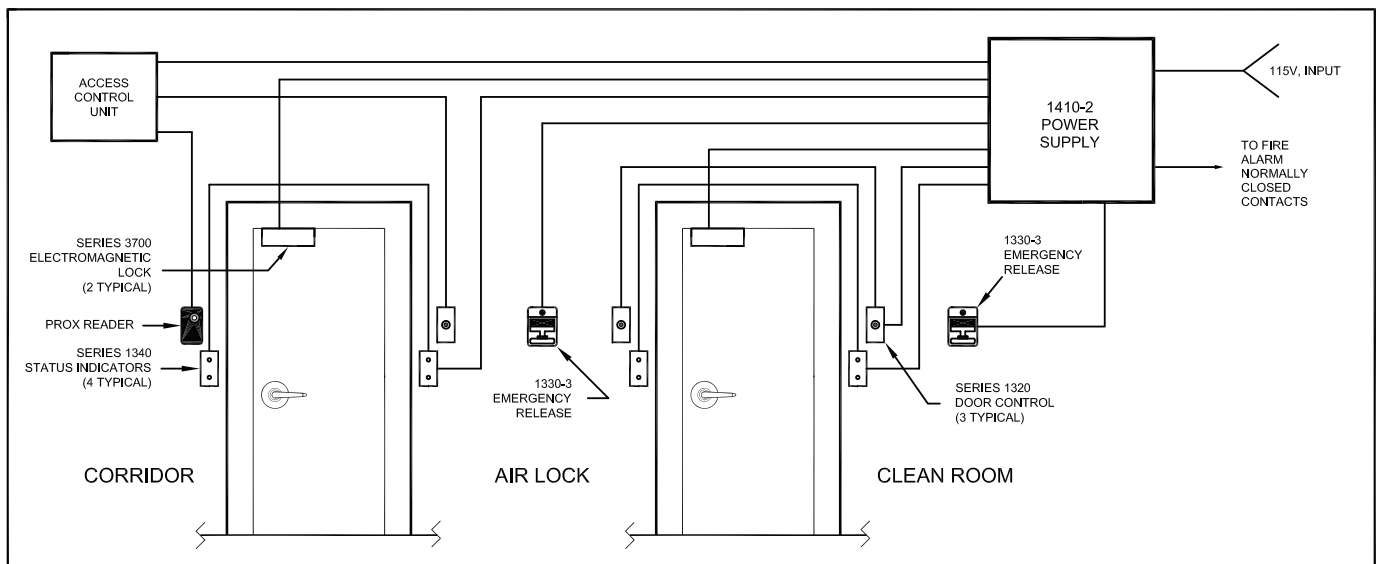 ACCESS
CONTROL
UNIT
1410-2
POWER
SUPPLY
115V, INPUT
TO FIRE
ALARM
NORMALLY
CLOSED
CONTACTS
SERIES 3700
ELECTROMAGNETIC
LOCK
(2 TYPICAL)
PROX READER
SERIES 1340
STATUS INDICATORS
(4 TYPICAL)
1330-3
EMERGENCY
RELEASE
1330-3
EMERGENCY
RELEASE
SERIES 1320
DOOR CONTROL
(3 TYPICAL)
CORRIDOR
AIR LOCK
CLEAN ROOM